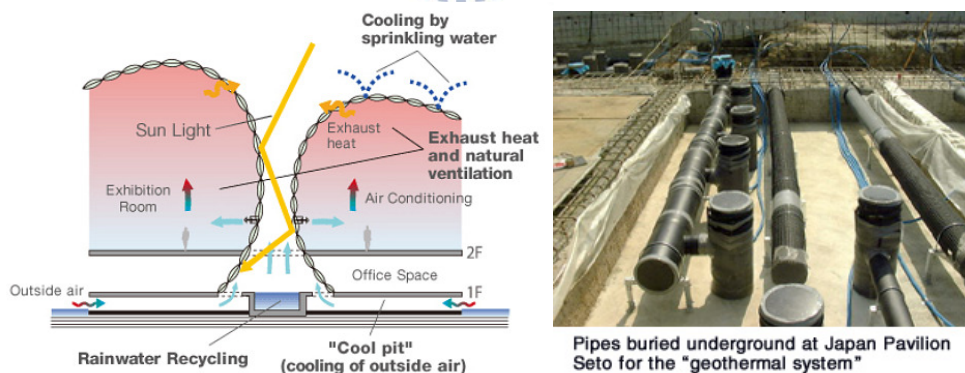 Cooling by
sprinkling water
Sun Light
Exhaust
heat
Exhaust heat
and natural
ventilation
Exhibition
Room
Air Conditioning
2F
Office Space
Outside air
1F
Rainwater Recycling
"Cool pit"
(cooling of outside air)
Pipes buried underground at Japan Pavilion
Seto for the “geothermal system”